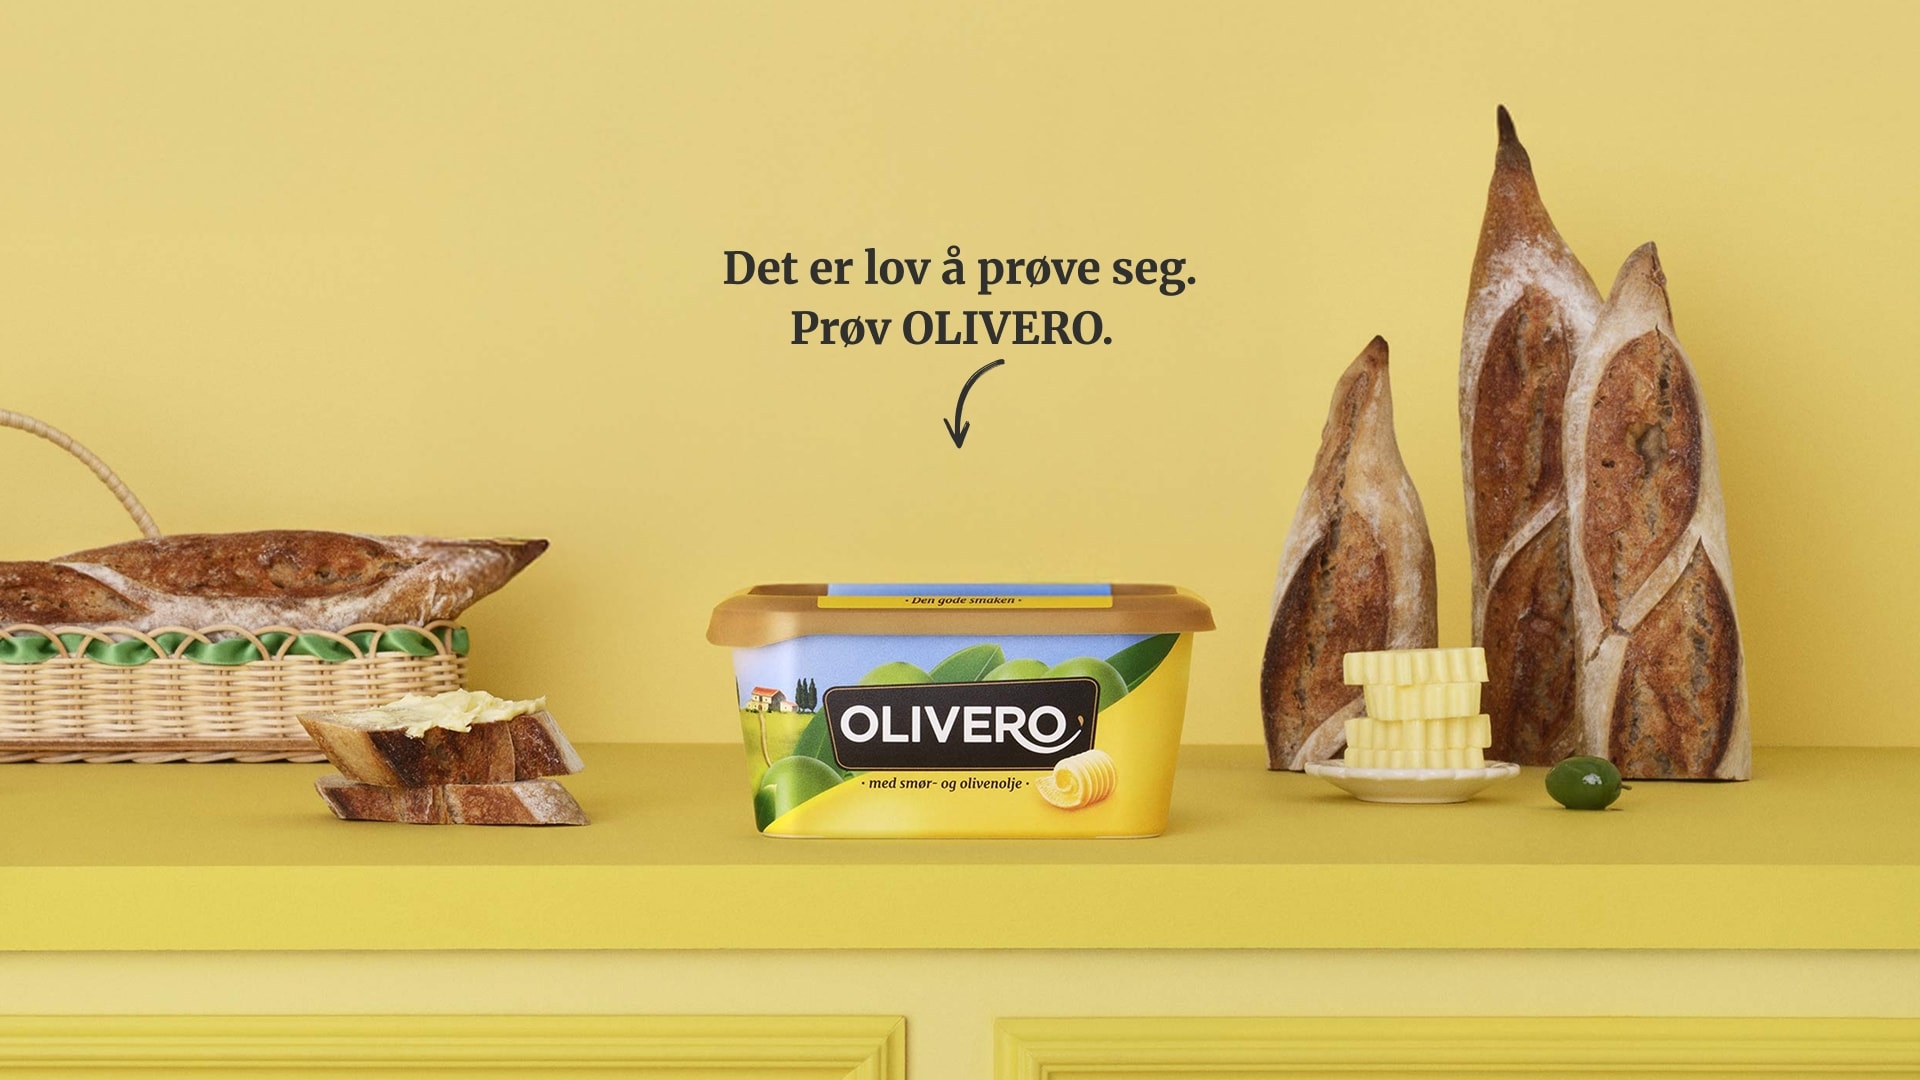 Det er lov å prøve seg.
Prøv OLIVERO.
· Den gode smaken ·
OLIVERO
· med smør- og olivenolje ·